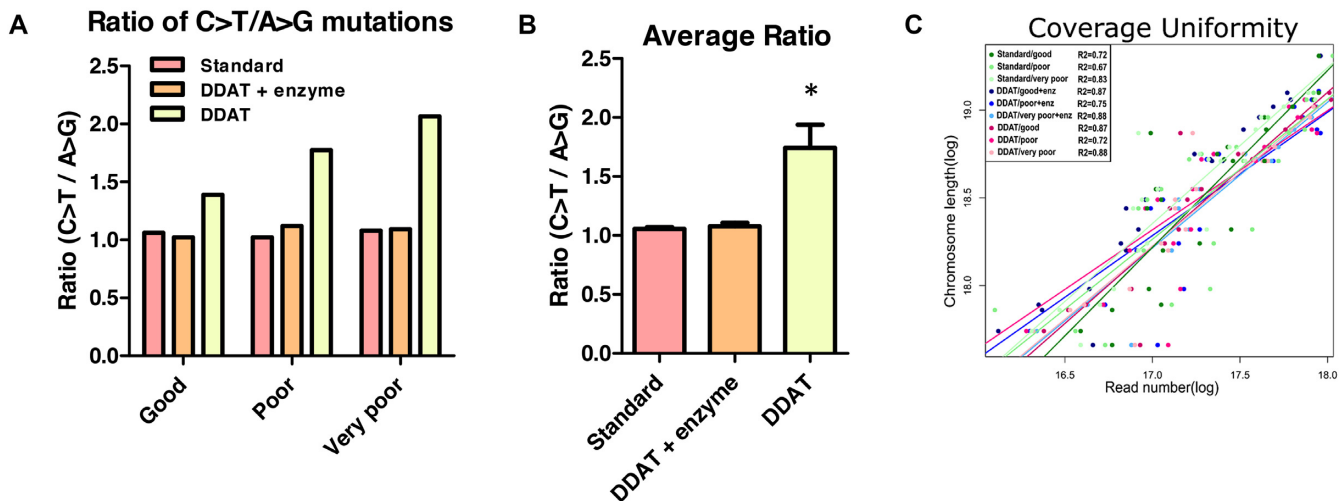 A
Ratio of C>T/A>G mutations
Ratio (C>T / A>G)
2.5
2.0
1.5
1.0
0.5
0.0
Standard
DDAT + enzyme
DDAT
Good
Poor
Very poor
B
Average Ratio
Ratio (C>T / A>G)
2.5
2.0
1.5
1.0
0.5
0.0
*
Standard
DDAT + enzyme
DDAT
C
Coverage Uniformity
Standard/good R2=0.72
Standard/poor R2=0.67
Standard/very poor R2=0.83
DDAT/good+enz R2=0.87
DDAT/poor+enz R2=0.75
DDAT/very poor+enz R2=0.88
DDAT/good R2=0.87
DDAT/poor R2=0.72
DDAT/very poor R2=0.88
Chromosome length(log)
19.0
18.5
18.0
16.5 17.0 17.5 18.0
Read number(log)